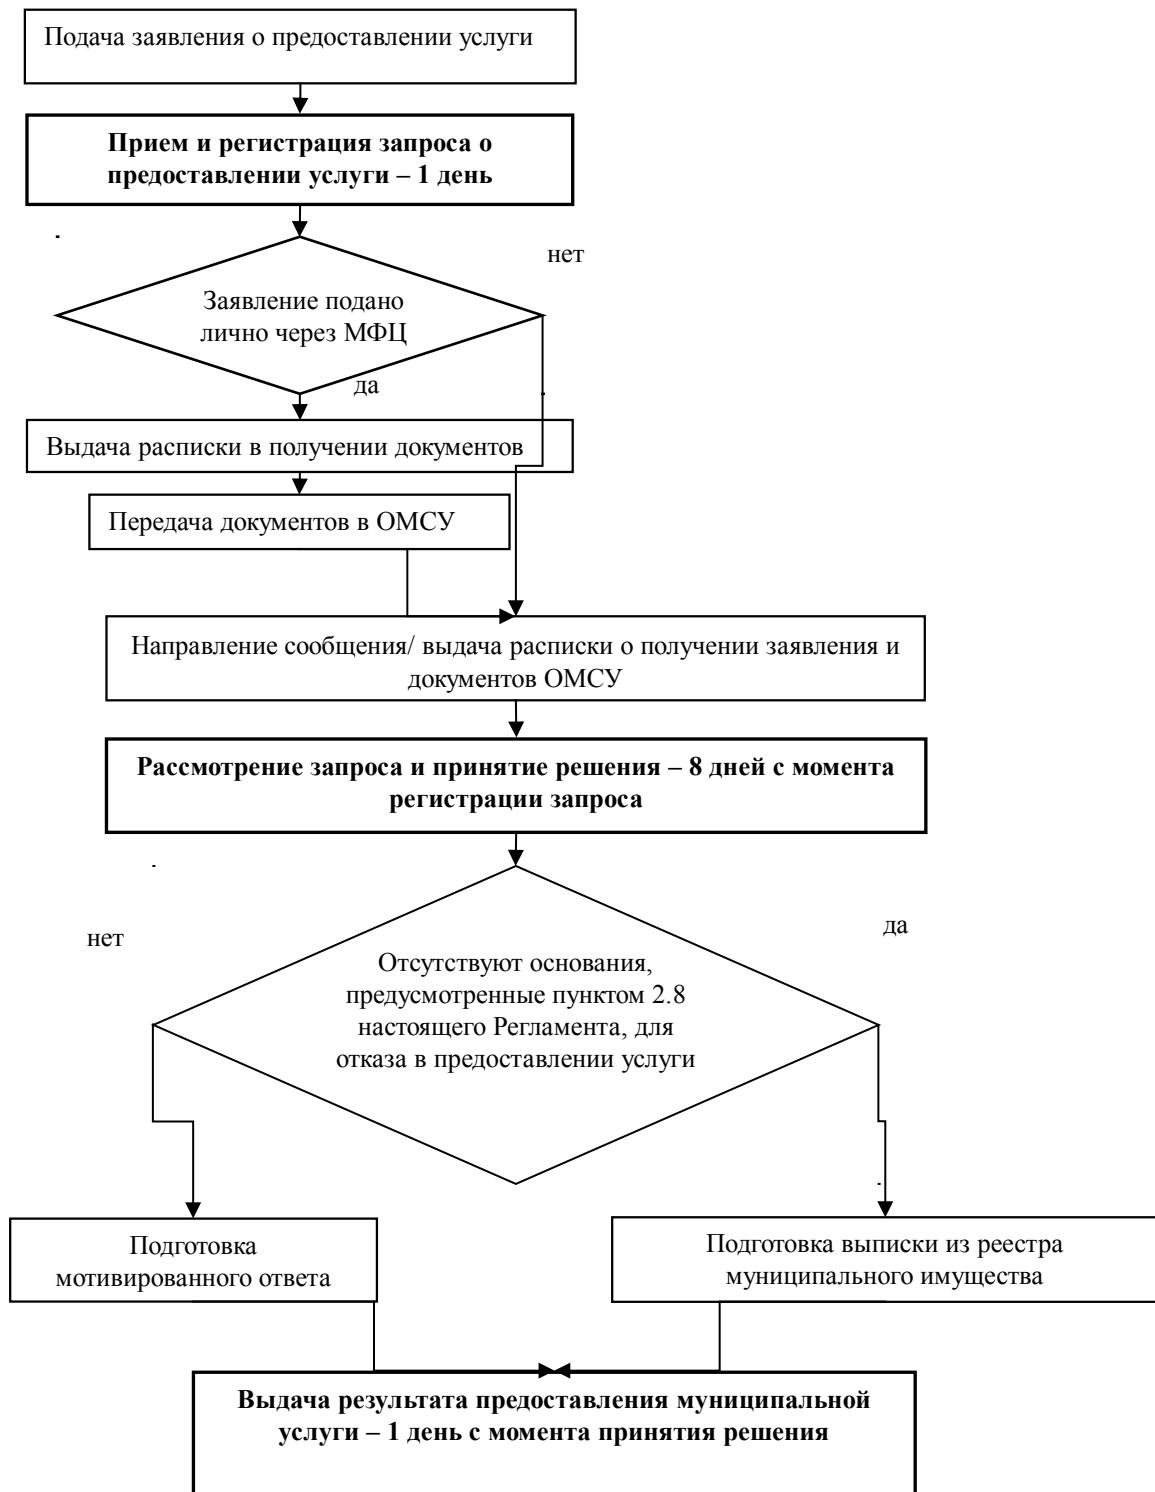 Подача заявления о предоставлении услуги
Прием и регистрация запроса о
предоставлении услуги – 1 день
нет
Заявление подано
лично через МФЦ
да
Выдача расписки в получении документов
Передача документов в ОМСУ
Направление сообщения/ выдача расписки о получении заявления и
документов ОМСУ
Рассмотрение запроса и принятие решения – 8 дней с момента
регистрации запроса
нет
да
Отсутствуют основания,
предусмотренные пунктом 2.8
настоящего Регламента, для
отказа в предоставлении услуги
Подготовка
мотивированного ответа
Подготовка выписки из реестра
муниципального имущества
Выдача результата предоставления муниципальной
услуги – 1 день с момента принятия решения